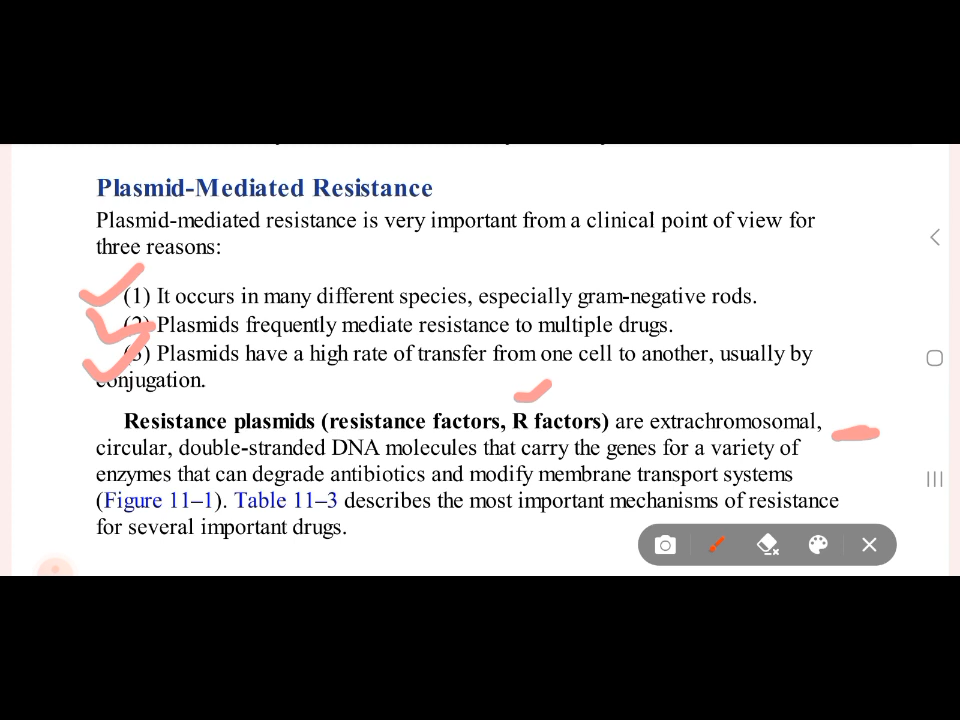 Plasmid-Mediated Resistance
Plasmid-mediated resistance is very important from a clinical point of view for
three reasons:
(1) It occurs in many different species, especially gram-negative rods.
(2) Plasmids frequently mediate resistance to multiple drugs.
(3) Plasmids have a high rate of transfer from one cell to another, usually by
conjugation.
Resistance plasmids (resistance factors, R factors) are extrachromosomal,
circular, double-stranded DNA molecules that carry the genes for a variety of
enzymes that can degrade antibiotics and modify membrane transport systems
(Figure 11–1). Table 11–3 describes the most important mechanisms of resistance
for several important drugs.